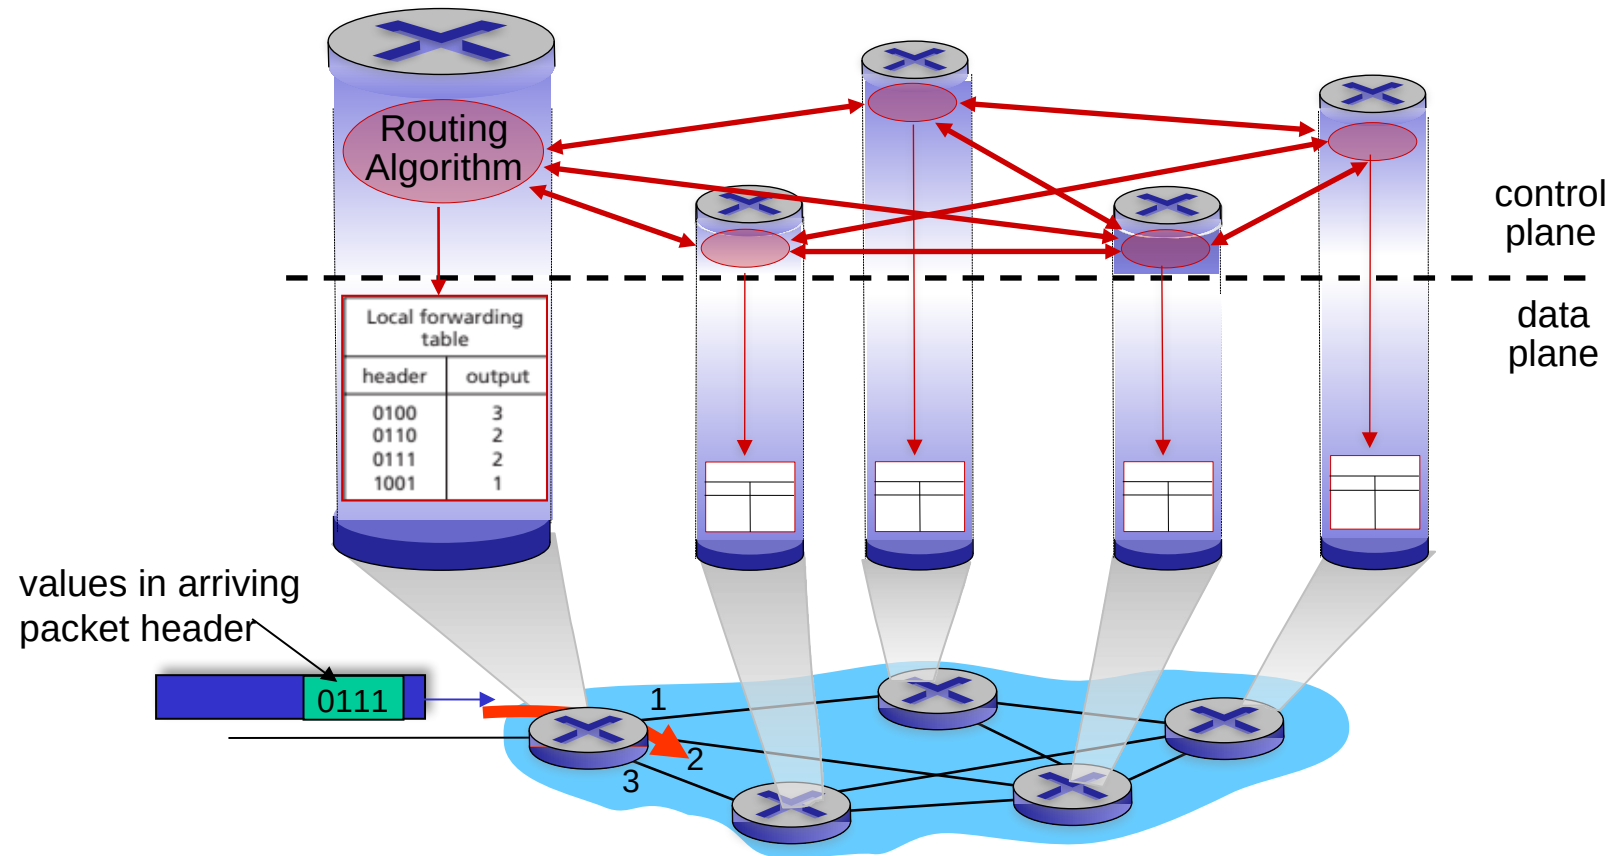 Routing
Algorithm
control
plane
data
plane
Local forwarding
table
header output
0100 3
0110 2
0111 2
1001 1
values in arriving
packet header
0111
1
2
3